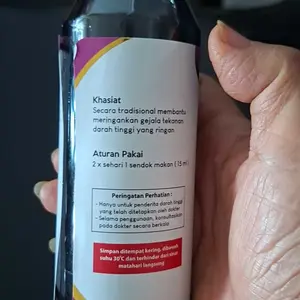 Khasiat
Secara tradisional membantu
meringankan gejala tekanan
darah tinggi yang ringan.
Aturan Pakai
2 x sehari 1 sendok makan ( 15 ml )
Peringatan Perhatian :
- Hanya untuk penderita darah tinggi
yang telah ditetapkan oleh dokter
- Selama penggunaan, konsultasikan
pada dokter secara berkala
Simpan ditempat kering, dibawah
suhu 30°C dan terhindar dari sinar
matahari langsung